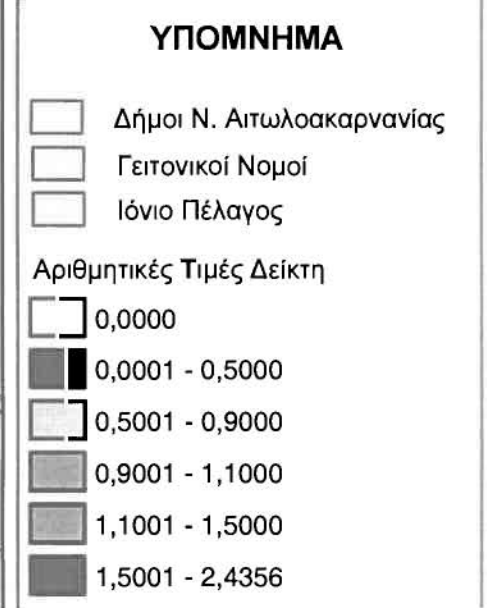 ΥΠΟΜΝΗΜΑ
Δήμοι Ν. Αιτωλοακαρνανίας
Γειτονικοί Νομοί
Ιόνιο Πέλαγος
Αριθμητικές Τιμές Δείκτη
0,0000
0,0001 - 0,5000
0,5001 - 0,9000
0,9001 - 1,1000
1,1001 - 1,5000
1,5001 - 2,4356